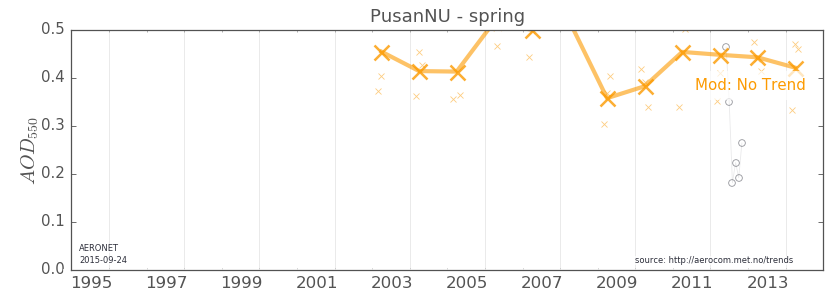 PusanNU - spring
0.5
0.4
0.3
0.2
0.1
0.0
AOD550
Mod: No Trend
AERONET
2015-09-24
source: http://aerocom.met.no/trends
1995 1997 1999 2001 2003 2005 2007 2009 2011 2013